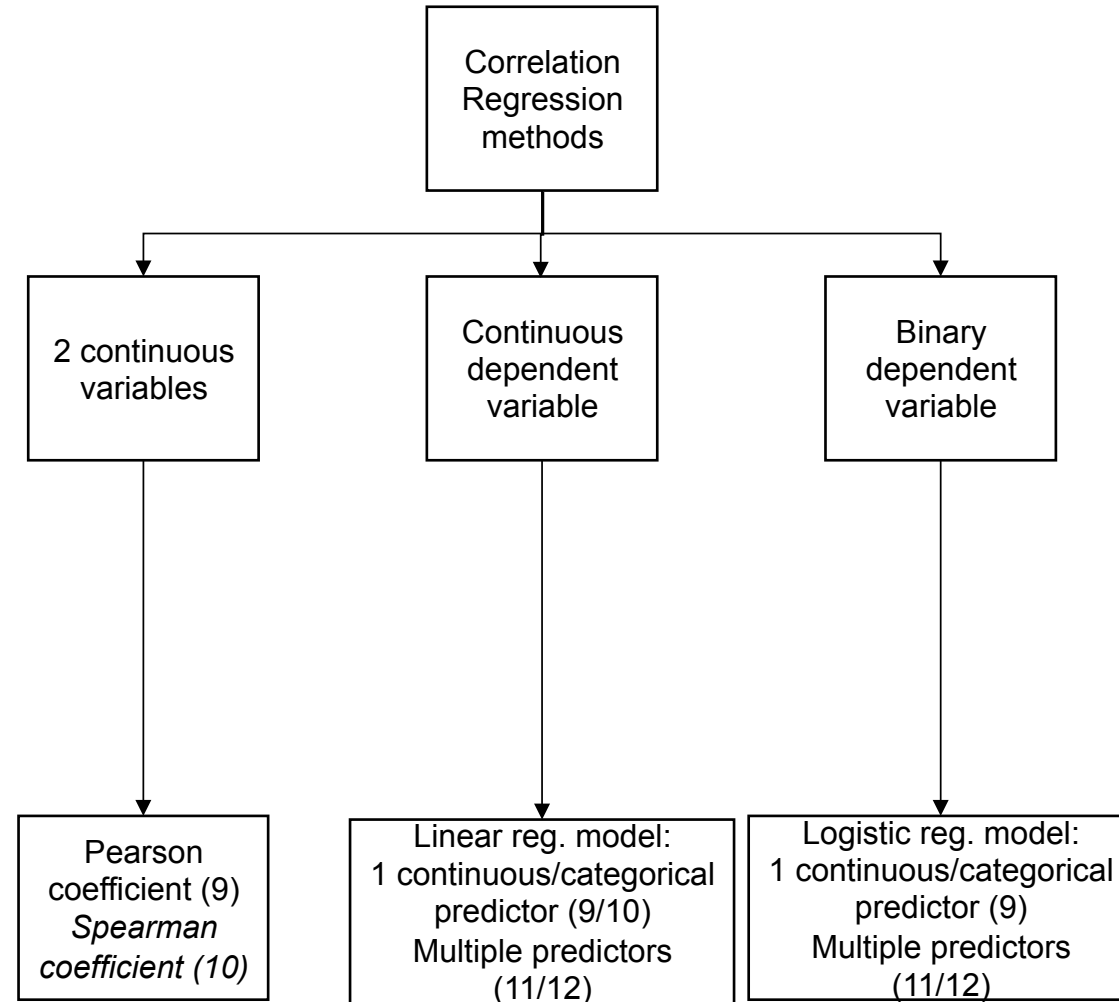 Correlation
Regression
methods
2 continuous
variables
Continuous
dependent
variable
Binary
dependent
variable
Pearson
coefficient (9)
Spearman
coefficient (10)
Linear reg. model:
1 continuous/categorical
predictor (9/10)
Multiple predictors
(11/12)
Logistic reg. model:
1 continuous/categorical
predictor (9)
Multiple predictors
(11/12)